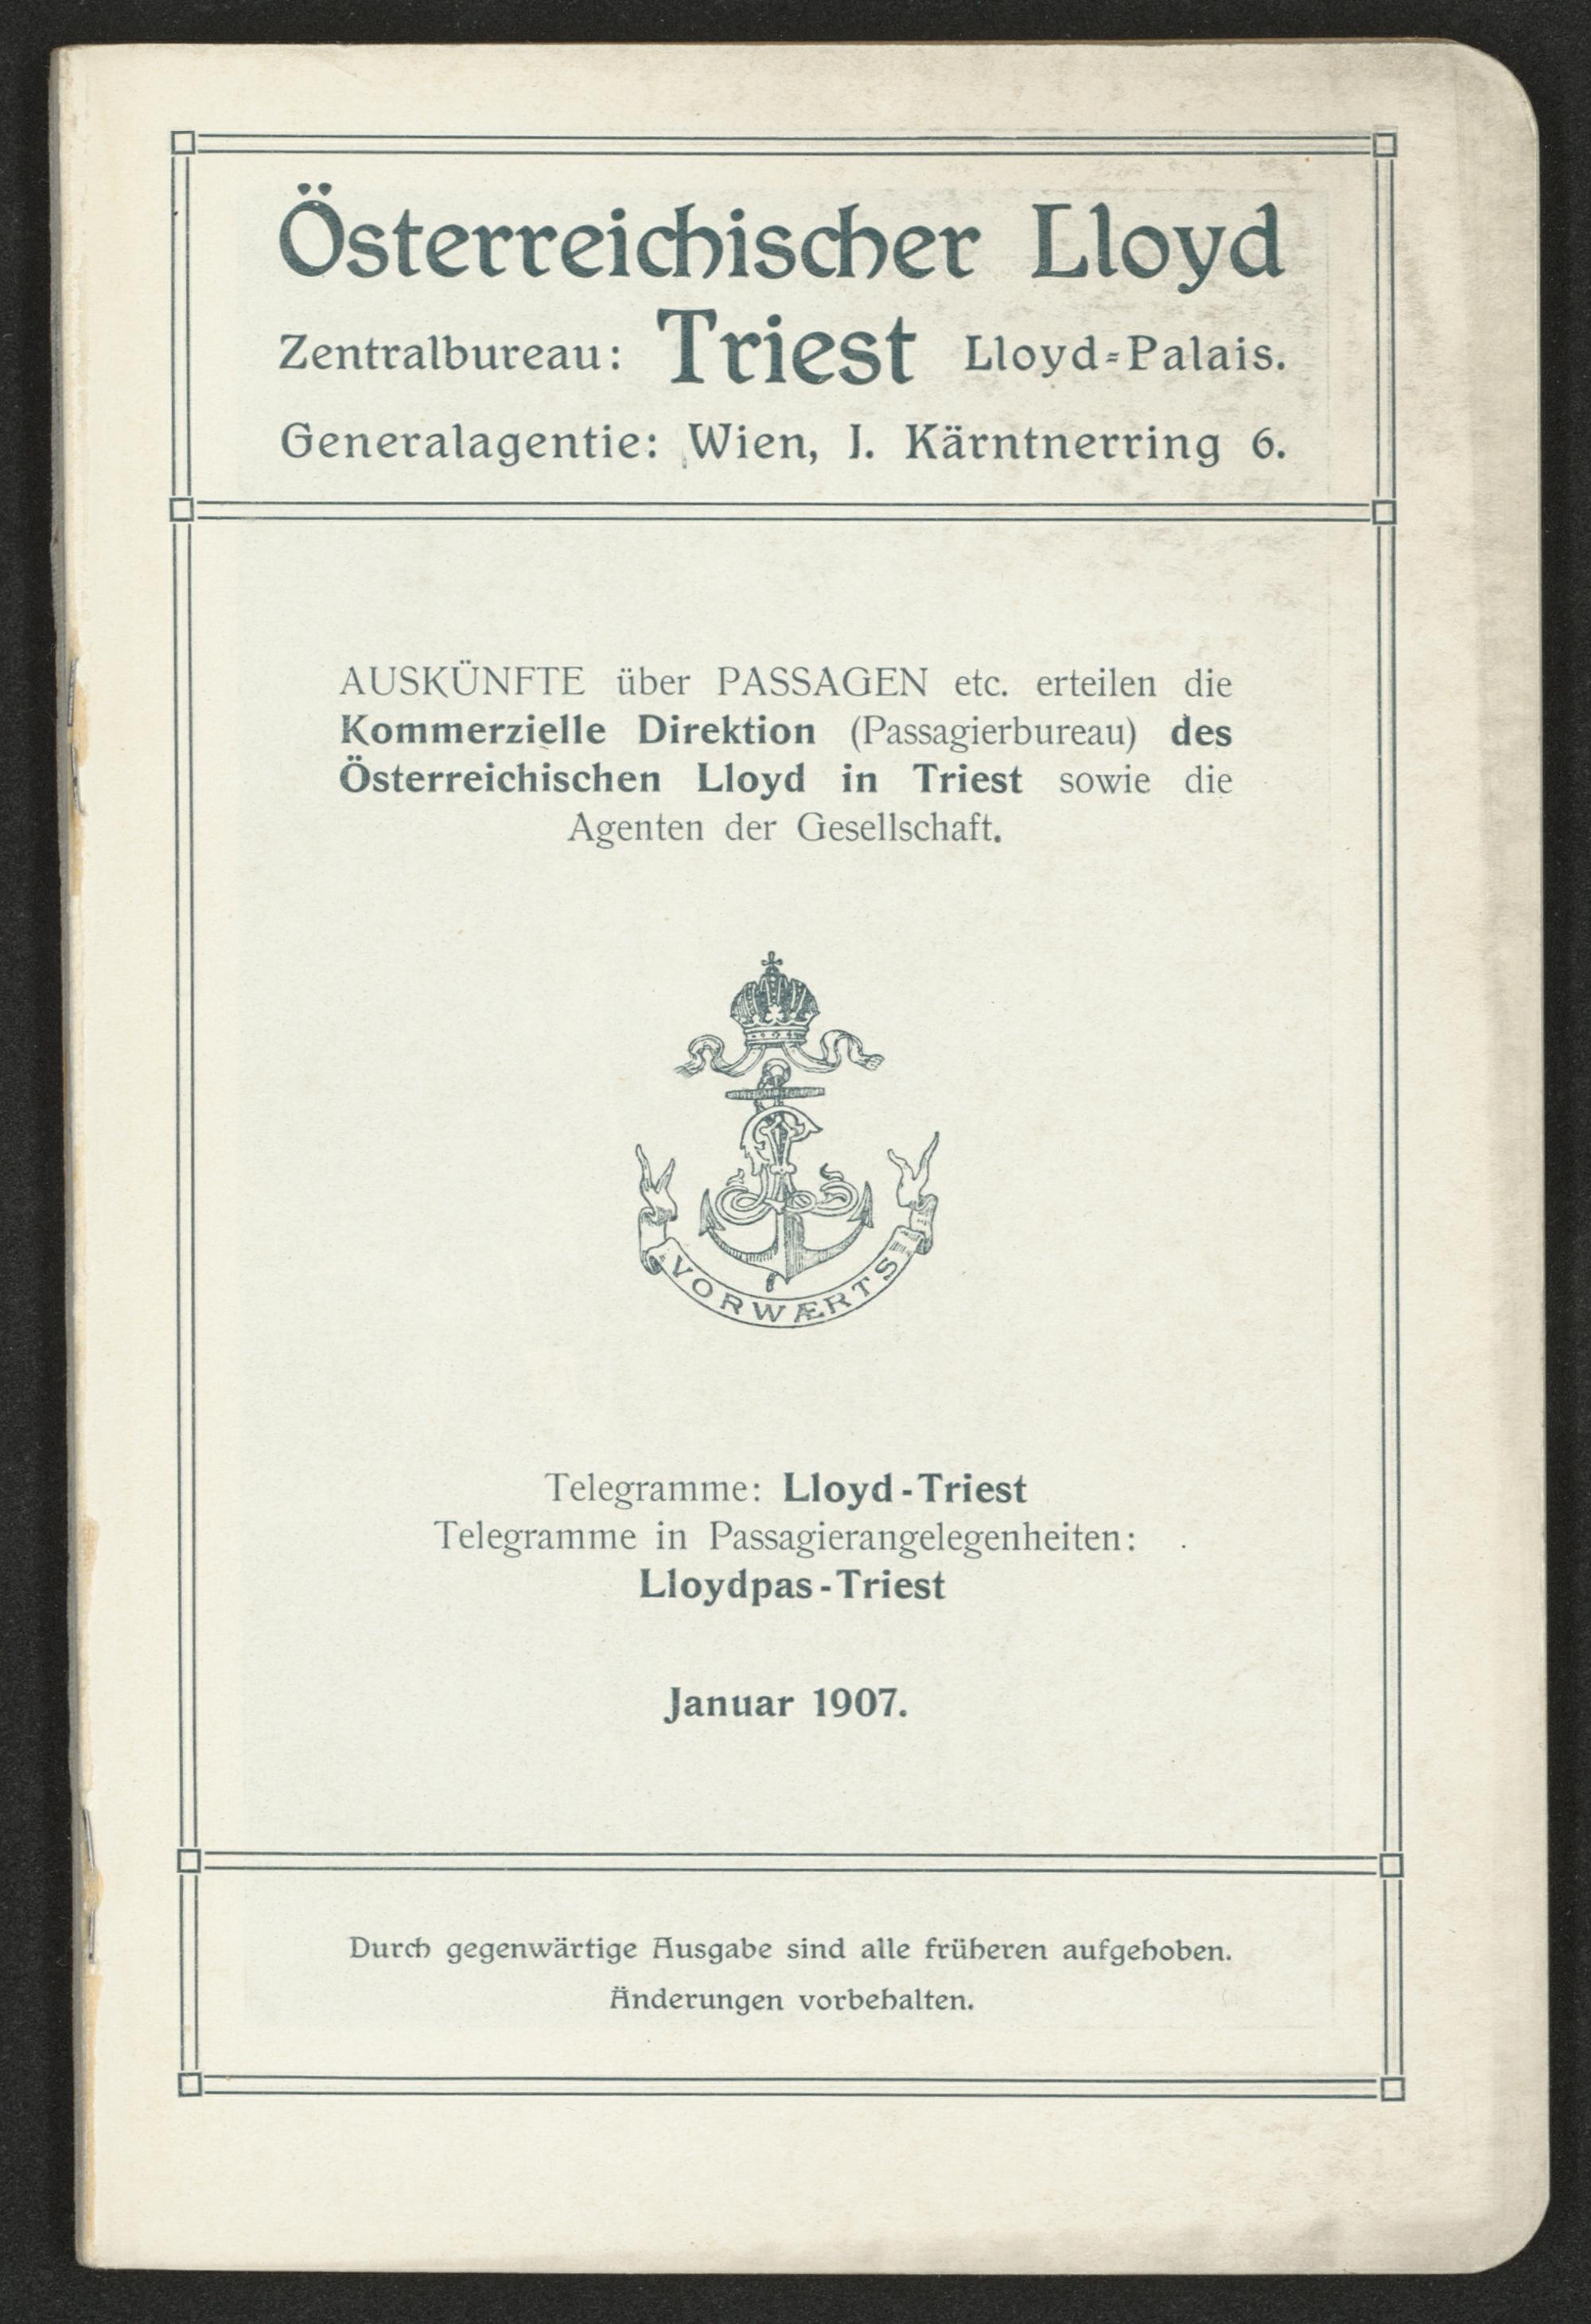 Österreichischer Lloyd
Zentralbureau: Triest Lloyd-Palais.
Generalagentie: Wien, I. Kärntnerring 6.
AUSKÜNFTE über PASSAGEN etc. erteilen die
Kommerzielle Direktion (Passagierbureau) des
Österreichischen Lloyd in Triest sowie die
Agenten der Gesellschaft.
VORWÆRTS
Telegramme: Lloyd-Triest
Telegramme in Passagierangelegenheiten:
Lloydpas-Triest
Januar 1907.
Durch gegenwärtige Ausgabe sind alle früheren aufgehoben.
Änderungen vorbehalten.